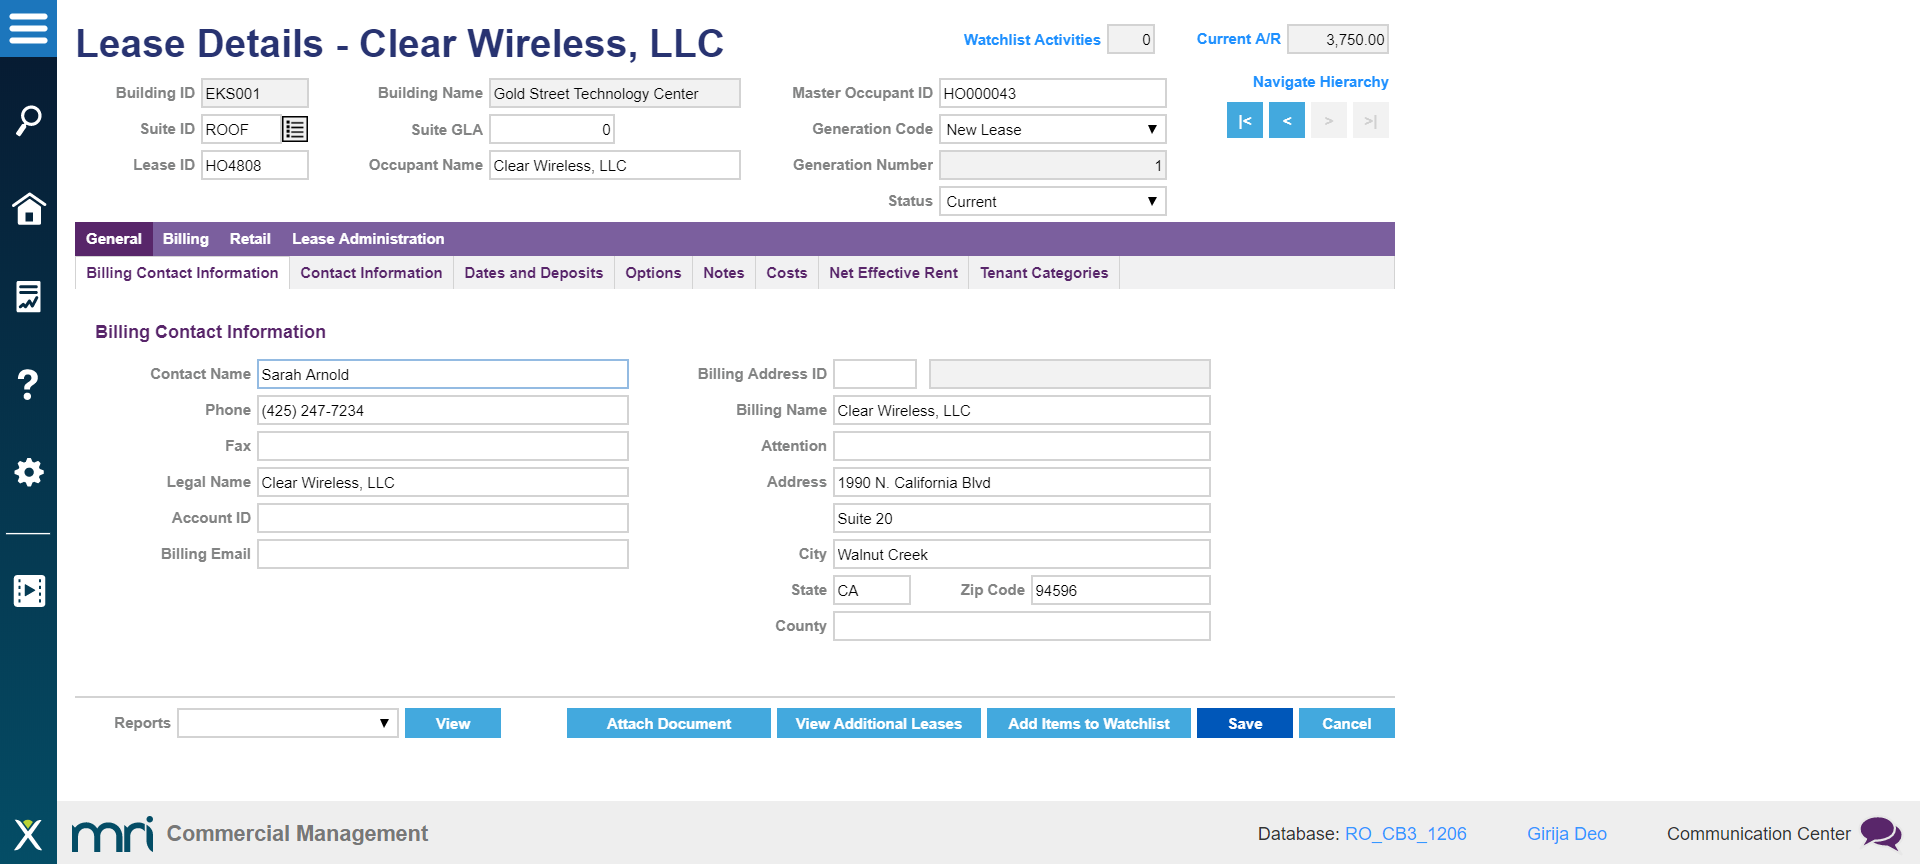 Lease Details - Clear Wireless, LLC
Watchlist Activities 0 Current A/R 3,750.00
Navigate Hierarchy
|< < > >|
Building ID EKS001 Building Name Gold Street Technology Center Master Occupant ID HO000043
Suite ID ROOF Suite GLA 0 Generation Code New Lease
Lease ID HO4808 Occupant Name Clear Wireless, LLC Generation Number 1
Status Current
General Billing Retail Lease Administration
Billing Contact Information Contact Information Dates and Deposits Options Notes Costs Net Effective Rent Tenant Categories
Billing Contact Information
Contact Name Sarah Arnold Billing Address ID
Phone (425) 247-7234 Billing Name Clear Wireless, LLC
Fax Attention
Legal Name Clear Wireless, LLC Address 1990 N. California Blvd
Account ID Suite 20
Billing Email City Walnut Creek
State CA Zip Code 94596
County
Reports View Attach Document View Additional Leases Add Items to Watchlist Save Cancel
mri Commercial Management Database: RO_CB3_1206 Girija Deo Communication Center